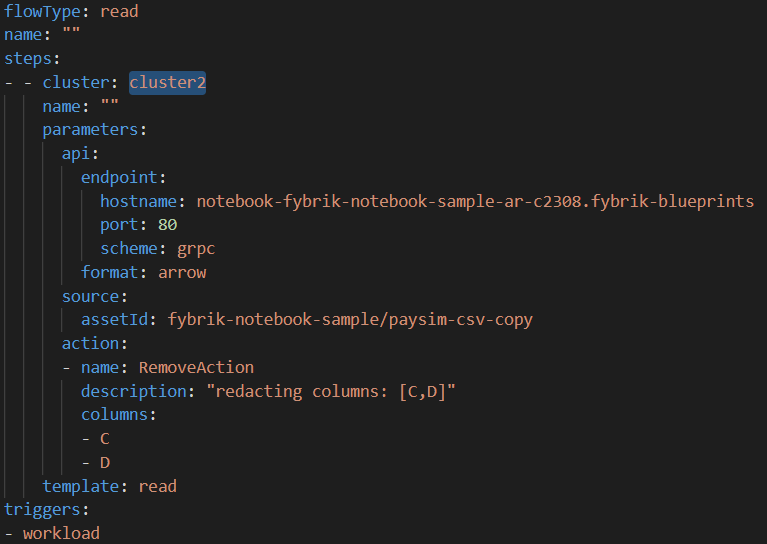 flowType: read
name: ""
steps:
- - cluster: cluster2
    name: ""
    parameters:
      api:
        endpoint:
          hostname: notebook-fybrik-notebook-sample-ar-c2308.fybrik-blueprints
          port: 80
          scheme: grpc
        format: arrow
      source:
        assetId: fybrik-notebook-sample/paysim-csv-copy
      action:
      - name: RemoveAction
        description: "redacting columns: [C,D]"
        columns:
        - C
        - D
    template: read
triggers:
- workload